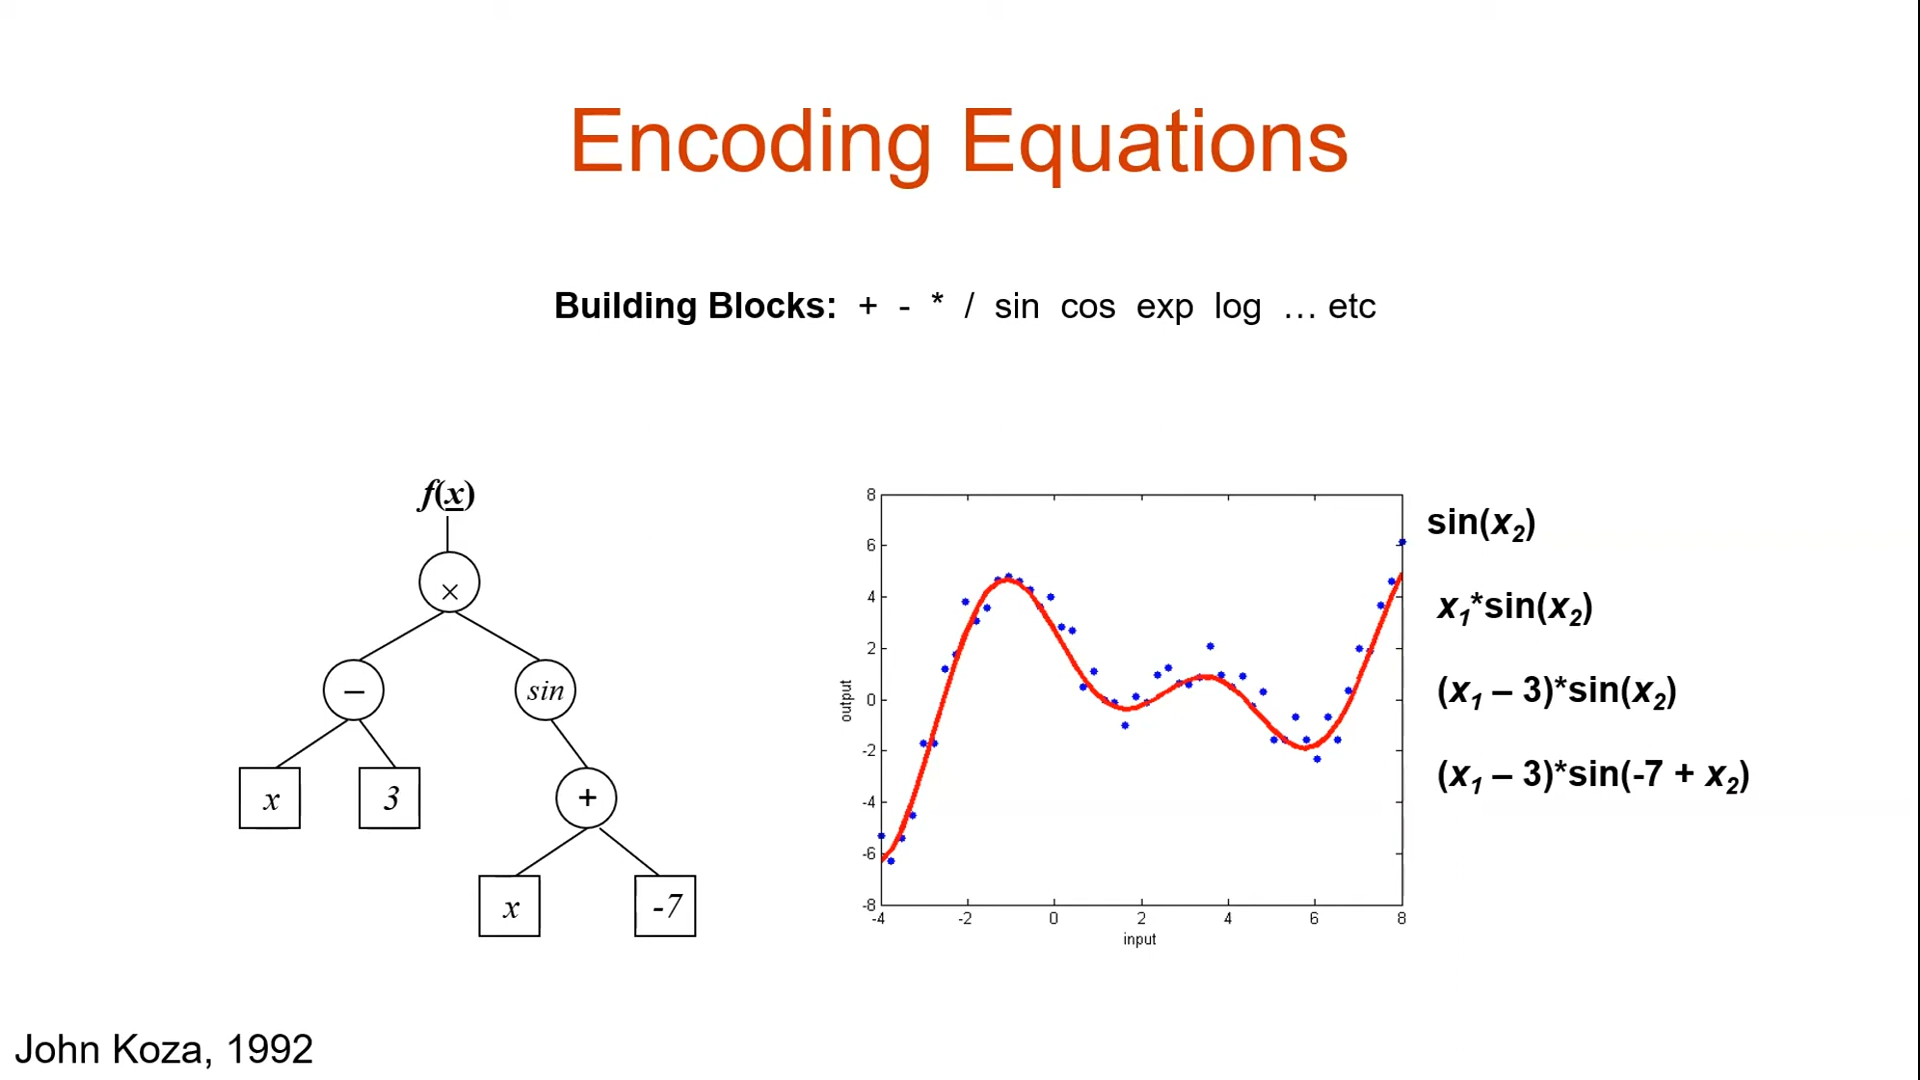 Encoding Equations
Building Blocks: + - * / sin cos exp log … etc
f(x)
×
–
sin
x
3
+
x
-7
8
6
4
2
0
-2
-4
-6
-8
output
-4 -2 0 2 4 6 8
input
sin(x2)
x1*sin(x2)
(x1 – 3)*sin(x2)
(x1 – 3)*sin(-7 + x2)
John Koza, 1992